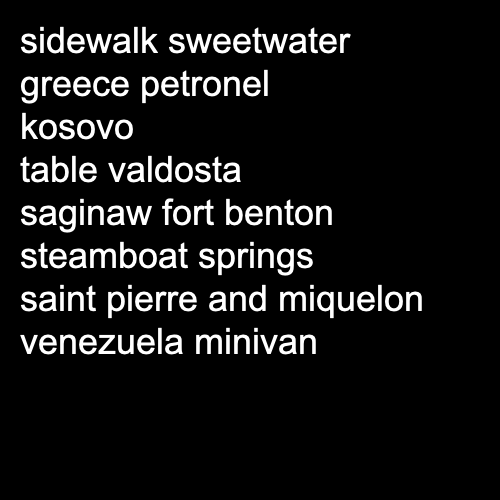 sidewalk sweetwater
greece petronel
kosovo
table valdosta
saginaw fort benton
steamboat springs
saint pierre and miquelon
venezuela minivan